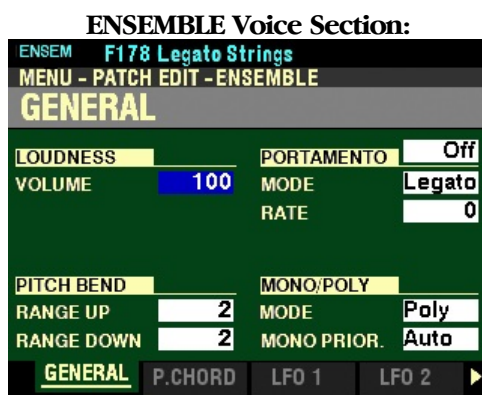 ENSEMBLE Voice Section:
ENSEM F178 Legato Strings
MENU - PATCH EDIT - ENSEMBLE
GENERAL
LOUDNESS
VOLUME 100
PORTAMENTO Off
MODE Legato
RATE 0
PITCH BEND
RANGE UP 2
RANGE DOWN 2
MONO/POLY
MODE Poly
MONO PRIOR. Auto
GENERAL P.CHORD LFO 1 LFO 2